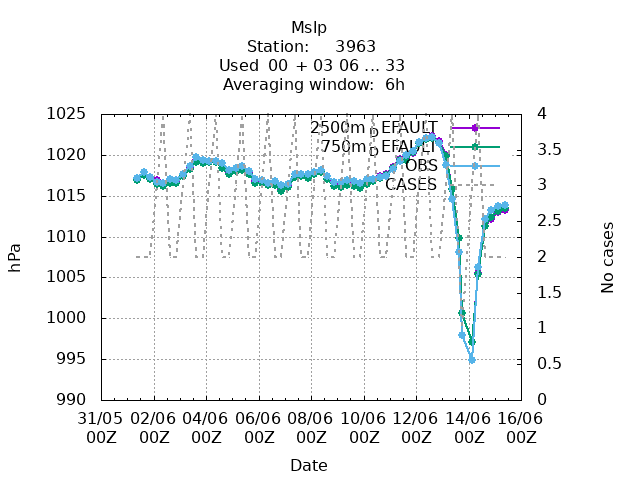 Mslp
Station: 3963
Used 00 + 03 06 ... 33
Averaging window: 6h
1025
1020
1015
1010
1005
1000
995
990
hPa
2500m_DEFAULT
750m_DEFAULT
OBS
CASES
4
3.5
3
2.5
2
1.5
1
0.5
0
No cases
31/05 02/06 04/06 06/06 08/06 10/06 12/06 14/06 16/06
00Z 00Z 00Z 00Z 00Z 00Z 00Z 00Z 00Z
Date